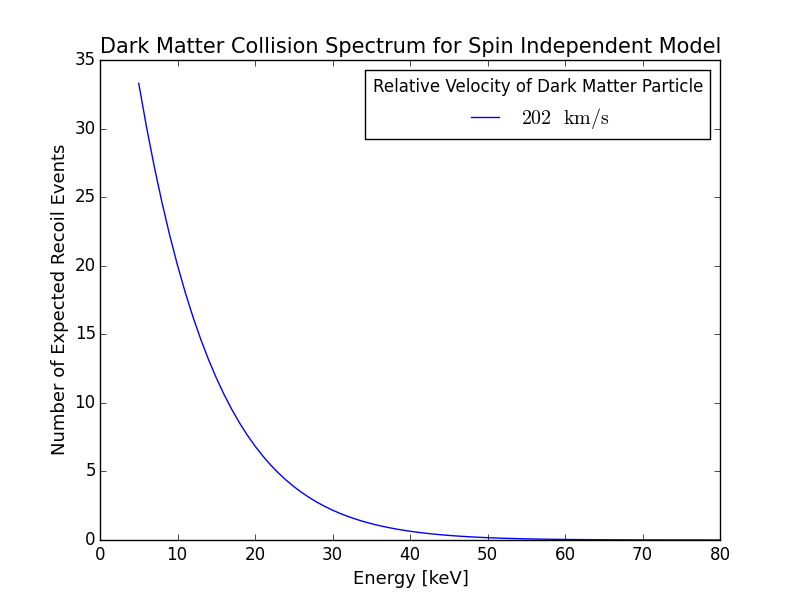 Dark Matter Collision Spectrum for Spin Independent Model
Relative Velocity of Dark Matter Particle
202 km/s
Number of Expected Recoil Events
35
30
25
20
15
10
5
0
0 10 20 30 40 50 60 70 80
Energy [keV]